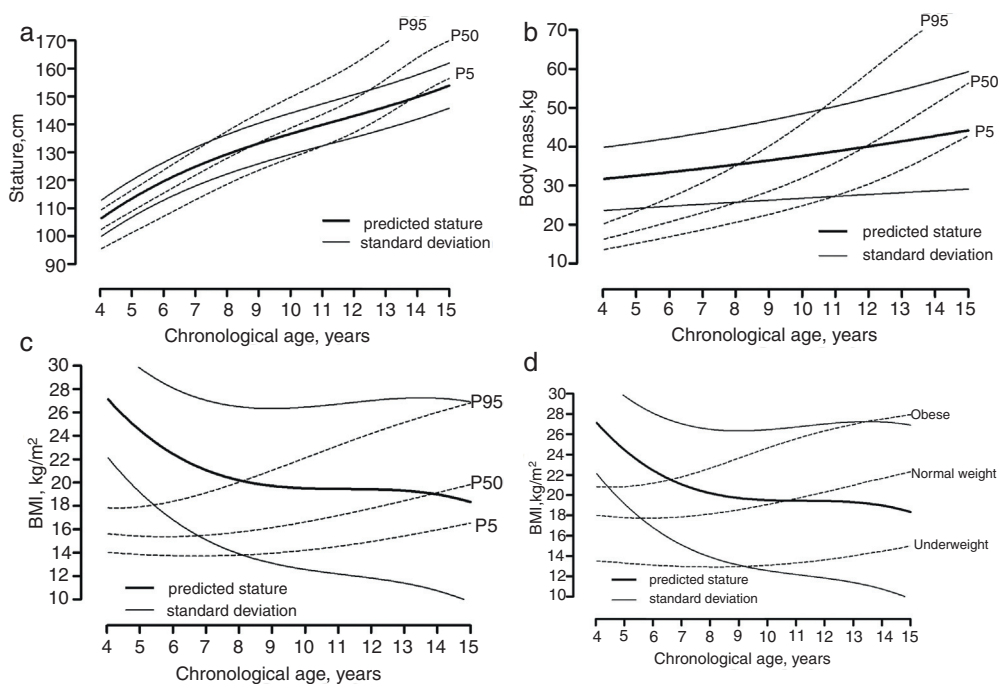 a
Stature,cm
170
160
150
140
130
120
110
100
90
P95
P50
P5
predicted stature
standard deviation
4 5 6 7 8 9 10 11 12 13 14 15
Chronological age, years
b
Body mass,kg
70
60
50
40
30
20
10
P95
P50
P5
predicted stature
standard deviation
4 5 6 7 8 9 10 11 12 13 14 15
Chronological age, years
c
BMI, kg/m²
30
28
26
24
22
20
18
16
14
12
10
P95
P50
P5
predicted stature
standard deviation
4 5 6 7 8 9 10 11 12 13 14 15
Chronological age, years
d
BMI,kg/m²
30
28
26
24
22
20
18
16
14
12
10
Obese
Normal weight
Underweight
predicted stature
standard deviation
4 5 6 7 8 9 10 11 12 13 14 15
Chronological age, years